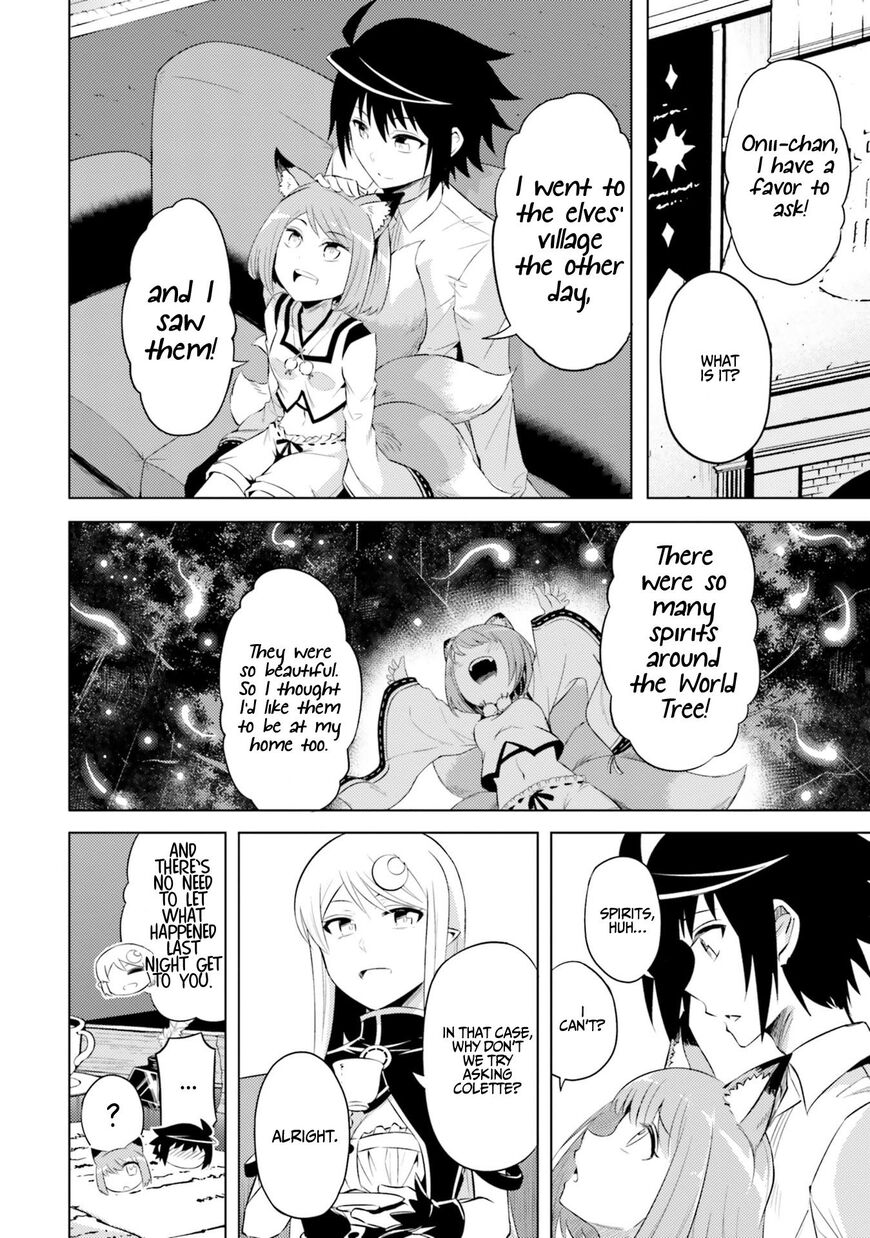 Onii-chan,
I have a
favor to
ask!
WHAT
IS IT?
I went to
the elves'
village
the other
day,
and I
saw
them!
There
were so
many
spirits
around
the World
Tree!
They were
so beautiful.
So I thought
I'd like them
to be at my
home too.
SPIRITS,
HUH...
I
CAN'T?
IN THAT CASE,
WHY DON'T
WE TRY
ASKING
COLETTE?
ALRIGHT.
AND
THERE'S
NO NEED
TO LET
WHAT
HAPPENED
LAST
NIGHT GET
TO YOU.
...
?